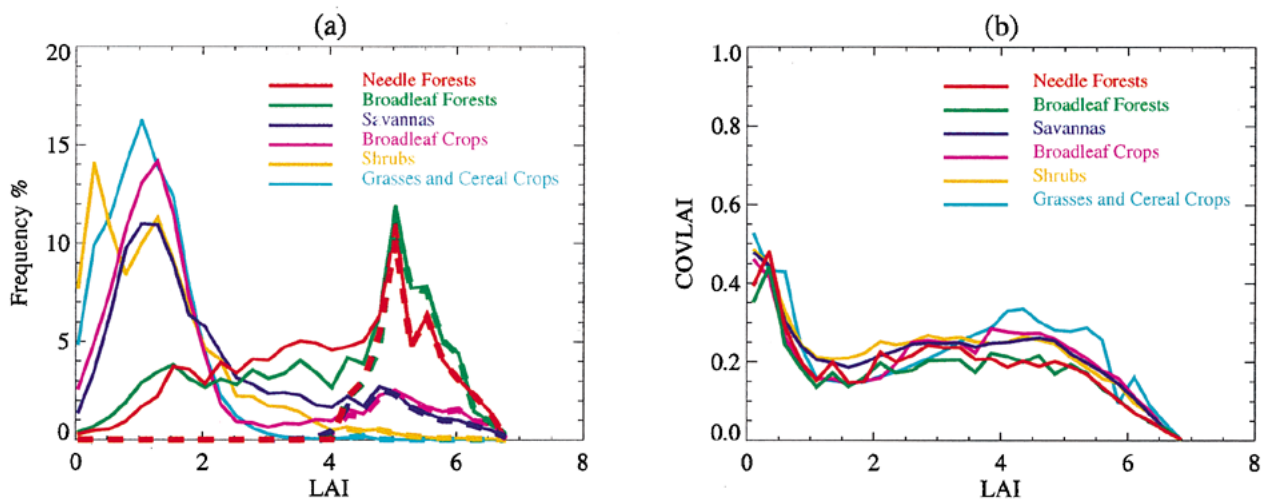 (a)
20
15
10
5
0
Frequency %
Needle Forests
Broadleaf Forests
Savannas
Broadleaf Crops
Shrubs
Grasses and Cereal Crops
0 2 4 6 8
LAI
(b)
1.0
0.8
0.6
0.4
0.2
0.0
COVLAI
Needle Forests
Broadleaf Forests
Savannas
Broadleaf Crops
Shrubs
Grasses and Cereal Crops
0 2 4 6 8
LAI